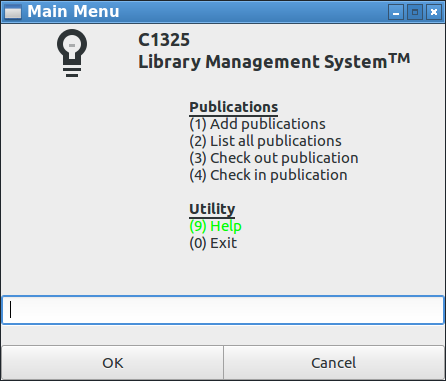 Main Menu
C1325
Library Management System™
Publications
(1) Add publications
(2) List all publications
(3) Check out publication
(4) Check in publication
Utility
(9) Help
(0) Exit
OK Cancel